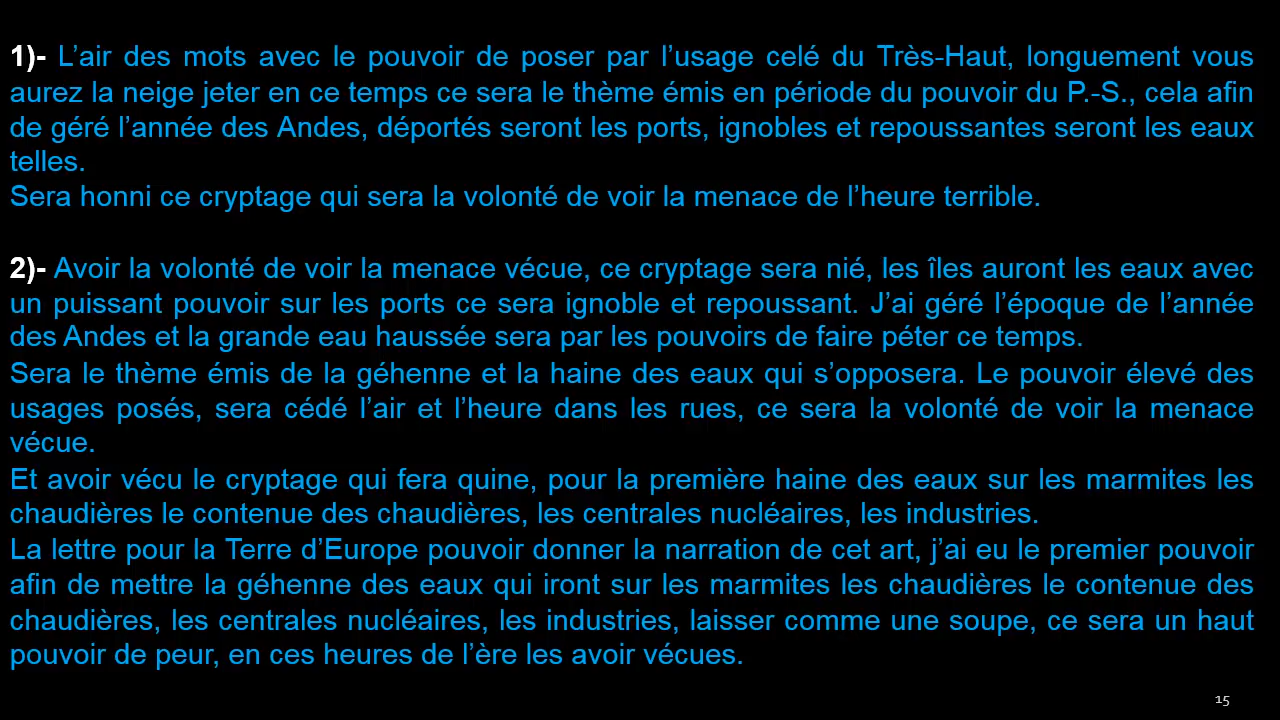 1)- L’air des mots avec le pouvoir de poser par l’usage celé du Très-Haut, longuement vous
aurez la neige jeter en ce temps ce sera le thème émis en période du pouvoir du P.-S., cela afin
de géré l’année des Andes, déportés seront les ports, ignobles et repoussantes seront les eaux
telles.
Sera honni ce cryptage qui sera la volonté de voir la menace de l’heure terrible.
2)- Avoir la volonté de voir la menace vécue, ce cryptage sera nié, les îles auront les eaux avec
un puissant pouvoir sur les ports ce sera ignoble et repoussant. J’ai géré l’époque de l’année
des Andes et la grande eau haussée sera par les pouvoirs de faire péter ce temps.
Sera le thème émis de la géhenne et la haine des eaux qui s’opposera. Le pouvoir élevé des
usages posés, sera cédé l’air et l’heure dans les rues, ce sera la volonté de voir la menace
vécue.
Et avoir vécu le cryptage qui fera quine, pour la première haine des eaux sur les marmites les
chaudières le contenue des chaudières, les centrales nucléaires, les industries.
La lettre pour la Terre d’Europe pouvoir donner la narration de cet art, j’ai eu le premier pouvoir
afin de mettre la géhenne des eaux qui iront sur les marmites les chaudières le contenue des
chaudières, les centrales nucléaires, les industries, laisser comme une soupe, ce sera un haut
pouvoir de peur, en ces heures de l’ère les avoir vécues.
15